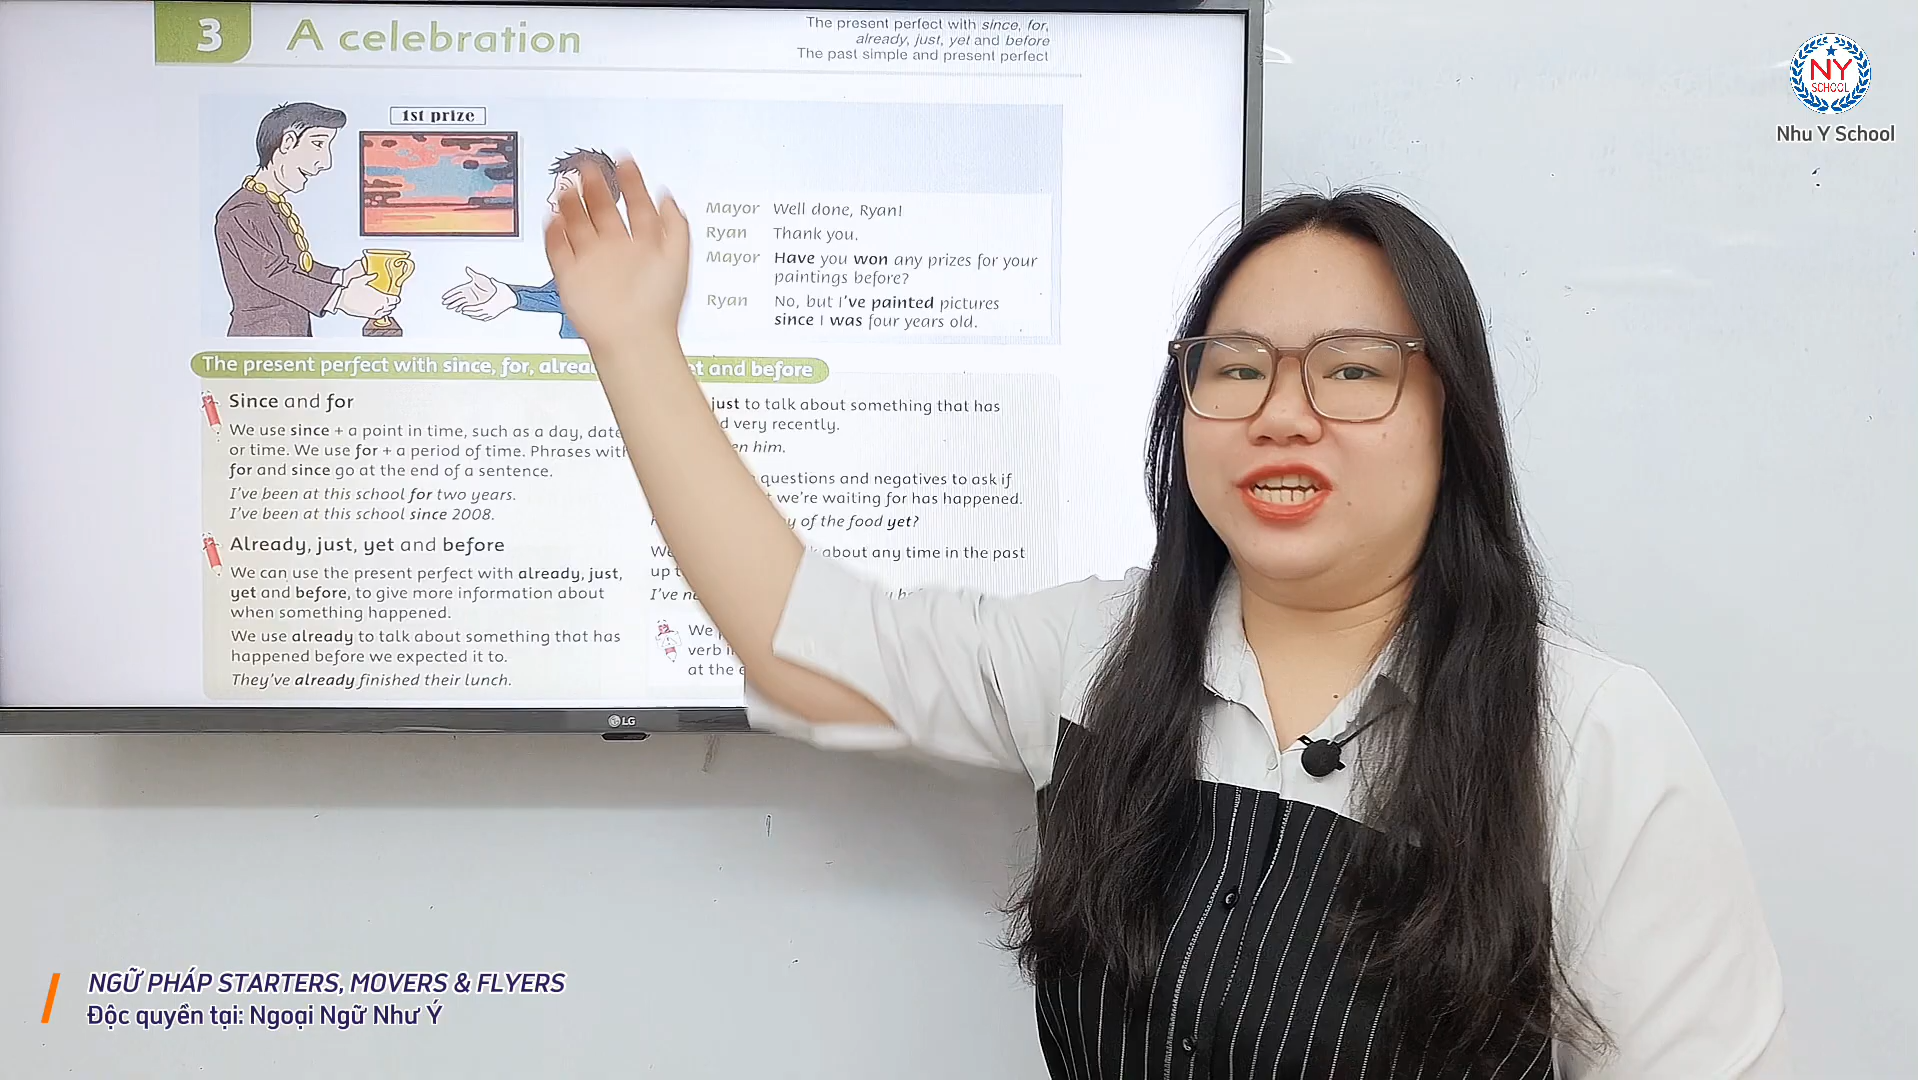 3 A celebration
The present perfect with since, for,
already, just, yet and before
The past simple and present perfect
1st prize
Mayor Well done, Ryan!
Ryan Thank you.
Mayor Have you won any prizes for your
paintings before?
Ryan No, but I've painted pictures
since I was four years old.
The present perfect with since, for, and before
Since and for
We use since + a point in time, such as a day, date
or time. We use for + a period of time. Phrases with
for and since go at the end of a sentence.
I've been at this school for two years.
I've been at this school since 2008.
Already, just, yet and before
We can use the present perfect with already, just,
yet and before, to give more information about
when something happened.
We use already to talk about something that has
happened before we expected it to.
They've already finished their lunch.
just to talk about something that has
very recently.
him.
questions and negatives to ask if
we're waiting for has happened.
of the food yet?
We about any time in the past
up
I've
We
verb
at the
LG
NY
SCHOOL
Nhu Y School
NGỮ PHÁP STARTERS, MOVERS & FLYERS
Độc quyền tại: Ngoại Ngữ Như Ý